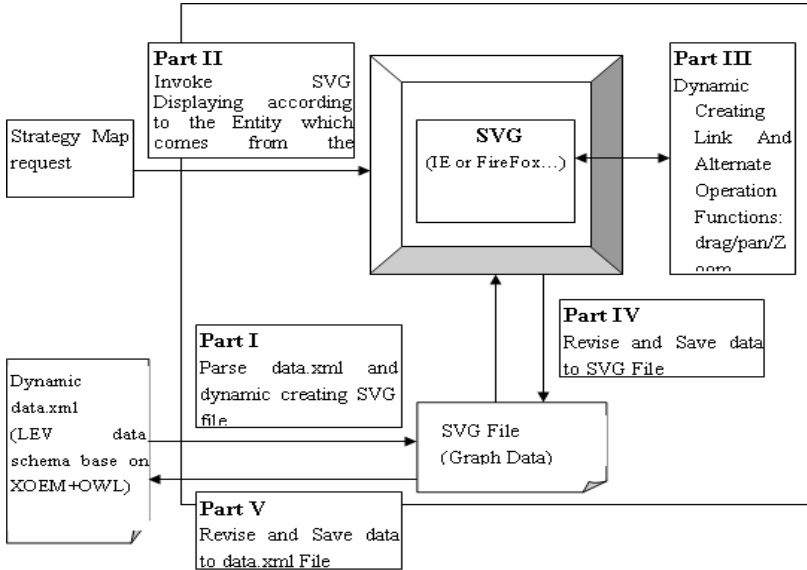 Part II
Invoke SVG
Displaying according
to the Entity which
comes from the
Strategy Map
request
SVG
(IE or FireFox...)
Part III
Dynamic
Creating
Link And
Alternate
Operation
Functions:
drag/pan/Z
oom
Part IV
Revise and Save data
to SVG File
Part I
Parse data.xml and
dynamic creating SVG
file.
Dynamic
data.xml
(LEV data
schema base on
XOEM+OWL)
SVG File
(Graph Data)
Part V
Revise and Save data
to data.xml File